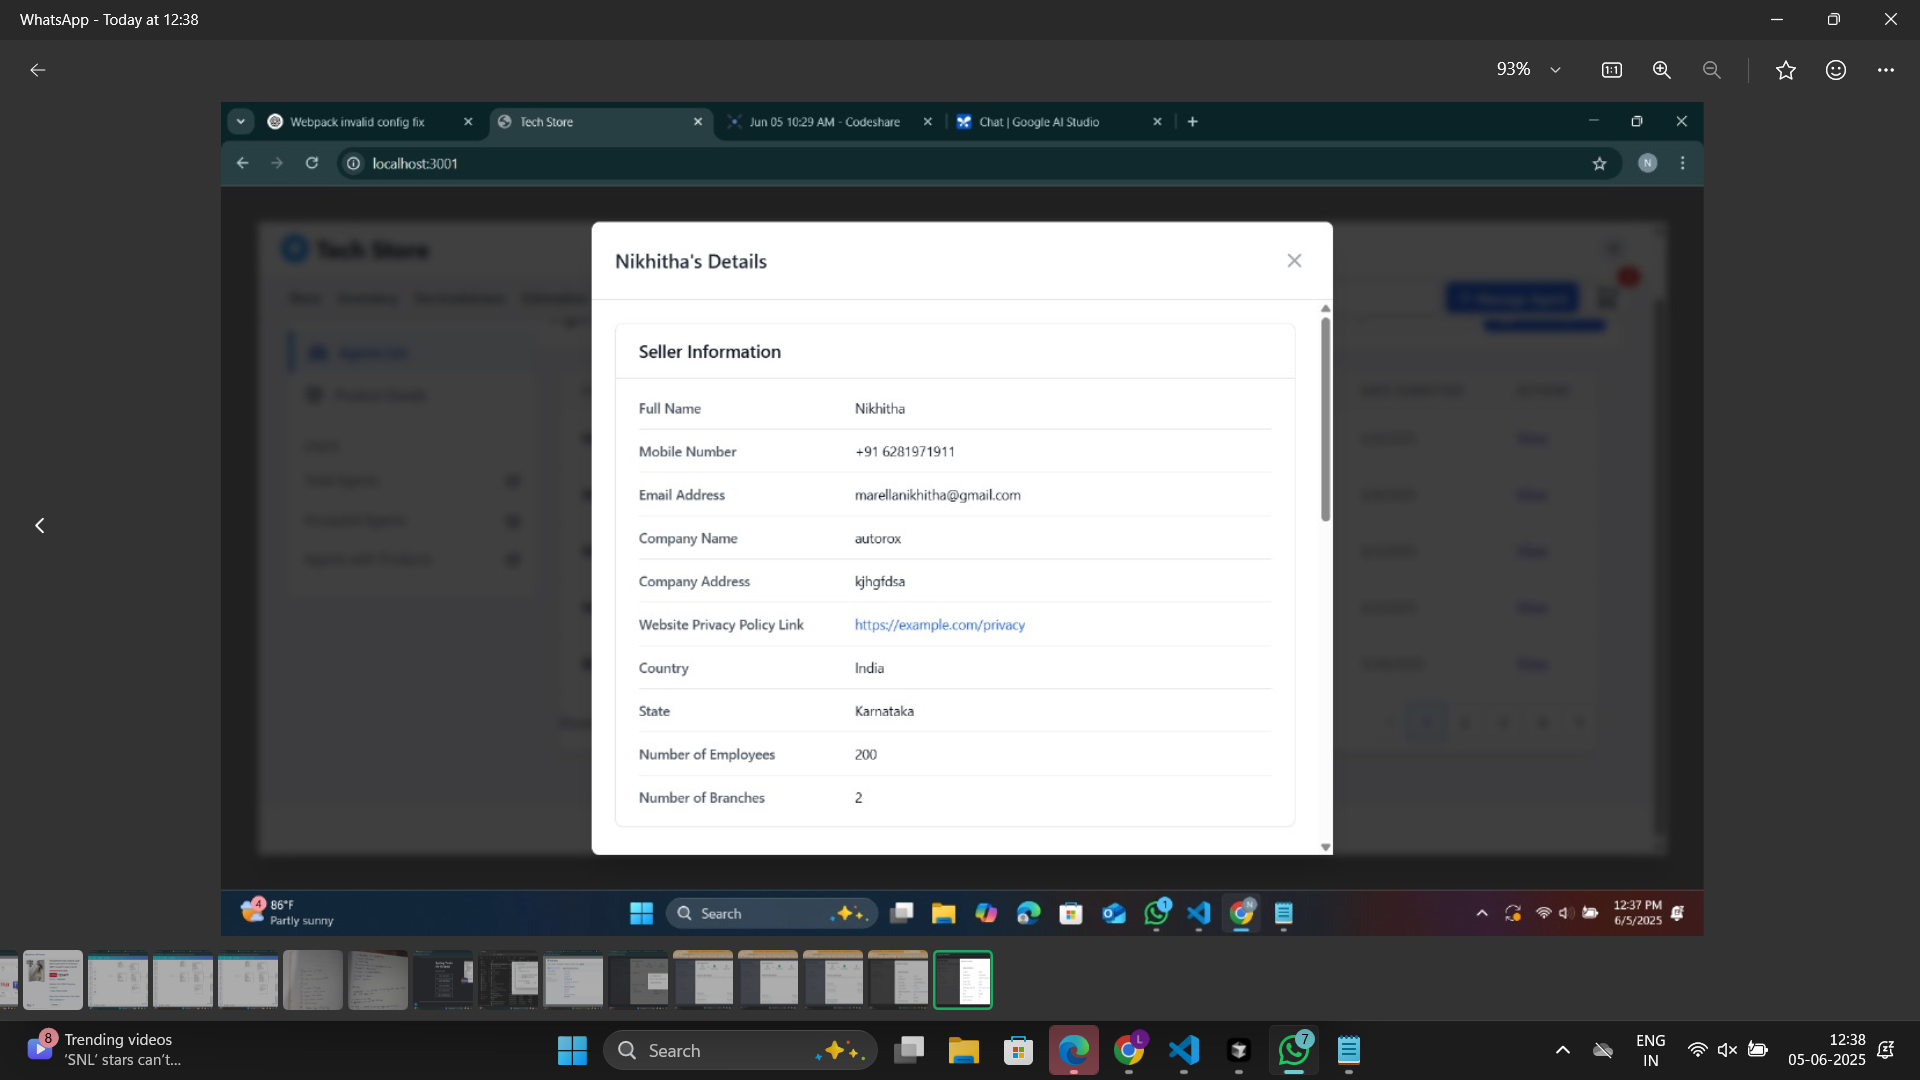 WhatsApp - Today at 12:38
93%
Webpack invalid config fix
Tech Store
Jun 05 10:29 AM - Codeshare
Chat | Google AI Studio
localhost:3001
N
Tech Store
Nikhitha's Details
Seller Information
Full Name Nikhitha
Mobile Number +91 6281971911
Email Address marellanikhitha@gmail.com
Company Name autorox
Company Address kjhgfdsa
Website Privacy Policy Link https://example.com/privacy
Country India
State Karnataka
Number of Employees 200
Number of Branches 2
4
86°F
Partly sunny
Search
1
N
12:37 PM
6/5/2025
8
Trending videos
'SNL' stars can't...
Search
L
7
ENG
IN
12:38
05-06-2025